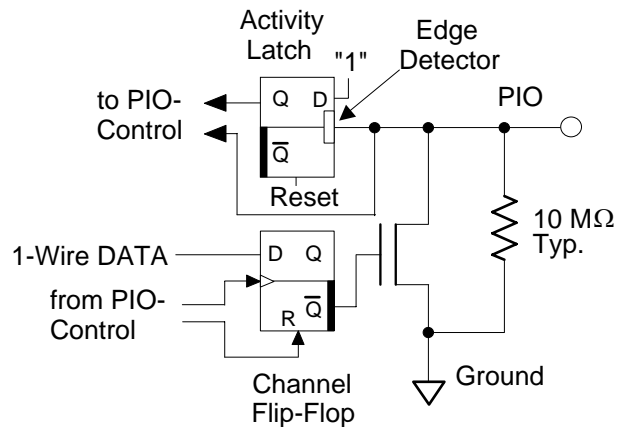 Activity
Latch
"1"
Edge
Detector
to PIO-
Control
Q
D
Q̅
PIO
Reset
10 MΩ
Typ.
1-Wire DATA
D
Q
from PIO-
Control
R
Q̅
Channel
Flip-Flop
Ground